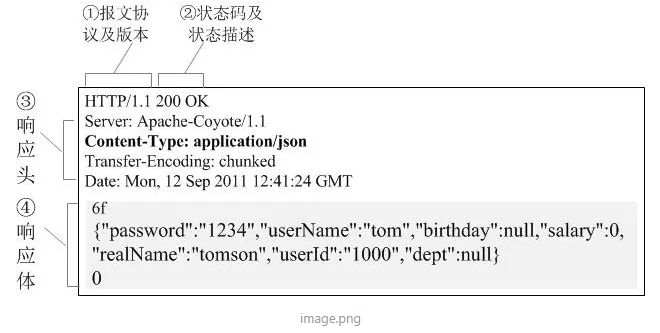 ①报文协
议及版本
②状态码及
状态描述
③
响
应
头
HTTP/1.1 200 OK
Server: Apache-Coyote/1.1
Content-Type: application/json
Transfer-Encoding: chunked
Date: Mon, 12 Sep 2011 12:41:24 GMT
④
响
应
体
6f
{"password":"1234","userName":"tom","birthday":null,"salary":0,
"realName":"tomson","userId":"1000","dept":null}
0
image.png